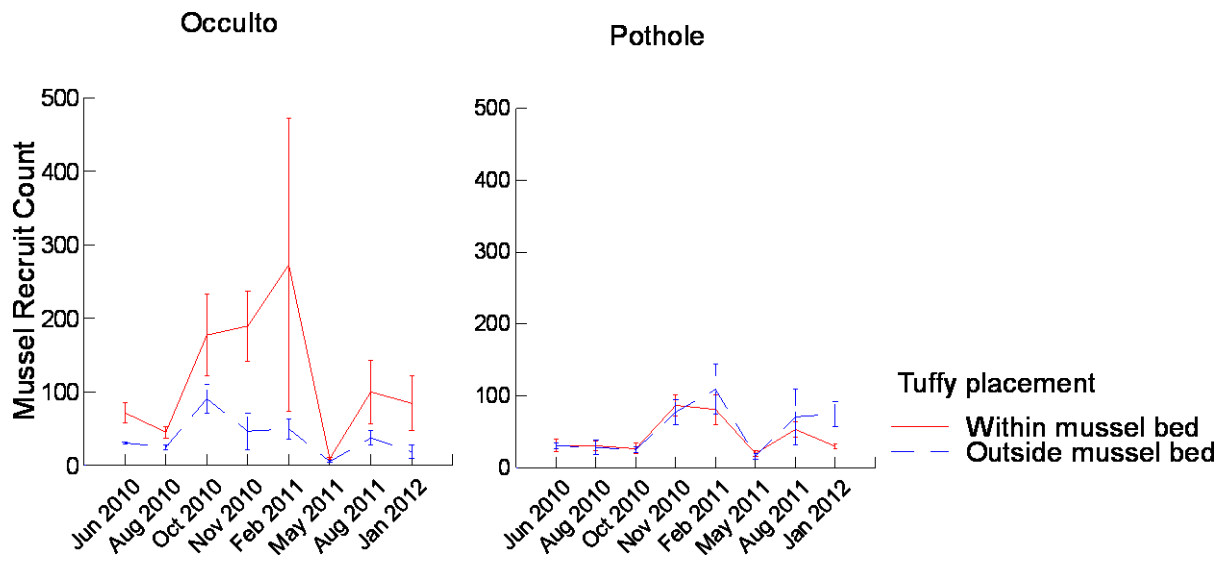 Occulto
Pothole
Mussel Recruit Count
500
400
300
200
100
0
Jun 2010
Aug 2010
Oct 2010
Nov 2010
Feb 2011
May 2011
Aug 2011
Jan 2012
500
400
300
200
100
0
Jun 2010
Aug 2010
Oct 2010
Nov 2010
Feb 2011
May 2011
Aug 2011
Jan 2012
Tuffy placement
Within mussel bed
Outside mussel bed